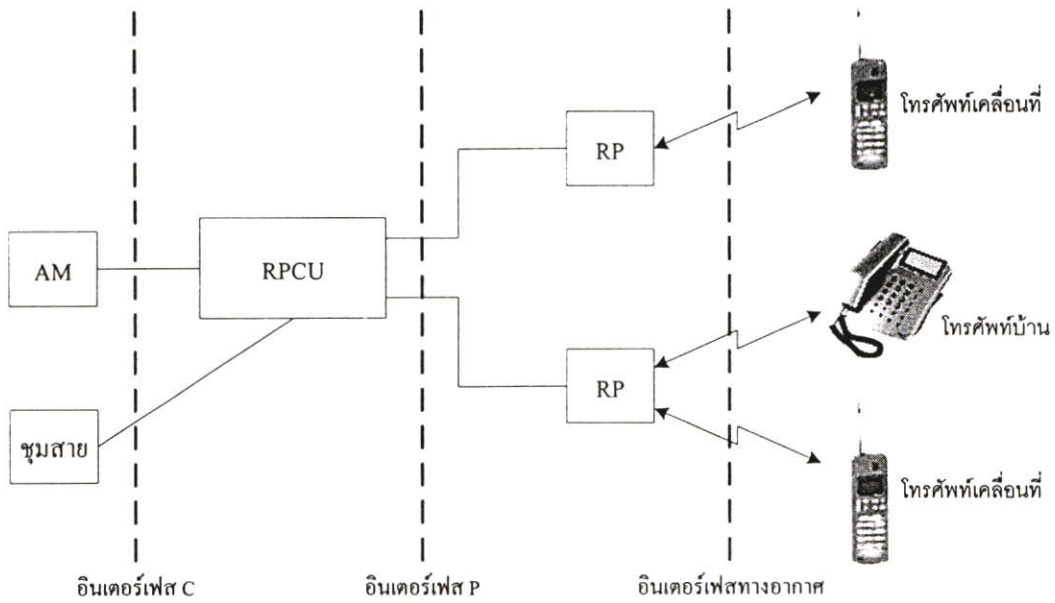 โทรศัพท์เคลื่อนที่
RP
AM
RPCU
โทรศัพท์บ้าน
RP
ชุมสาย
โทรศัพท์เคลื่อนที่
อินเตอร์เฟส C
อินเตอร์เฟส P
อินเตอร์เฟสทางอากาศ